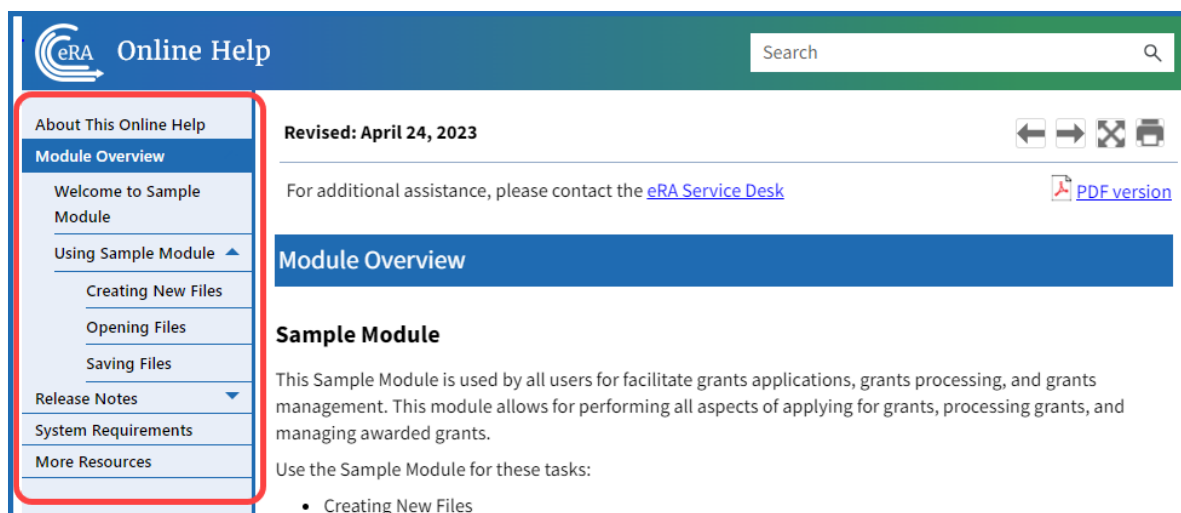 eRA Online Help
Search
About This Online Help
Module Overview
Welcome to Sample
Module
Using Sample Module
Creating New Files
Opening Files
Saving Files
Release Notes
System Requirements
More Resources
Revised: April 24, 2023
For additional assistance, please contact the eRA Service Desk
PDF version
Module Overview
Sample Module
This Sample Module is used by all users for facilitate grants applications, grants processing, and grants
management. This module allows for performing all aspects of applying for grants, processing grants, and
managing awarded grants.
Use the Sample Module for these tasks:
• Creating New Files